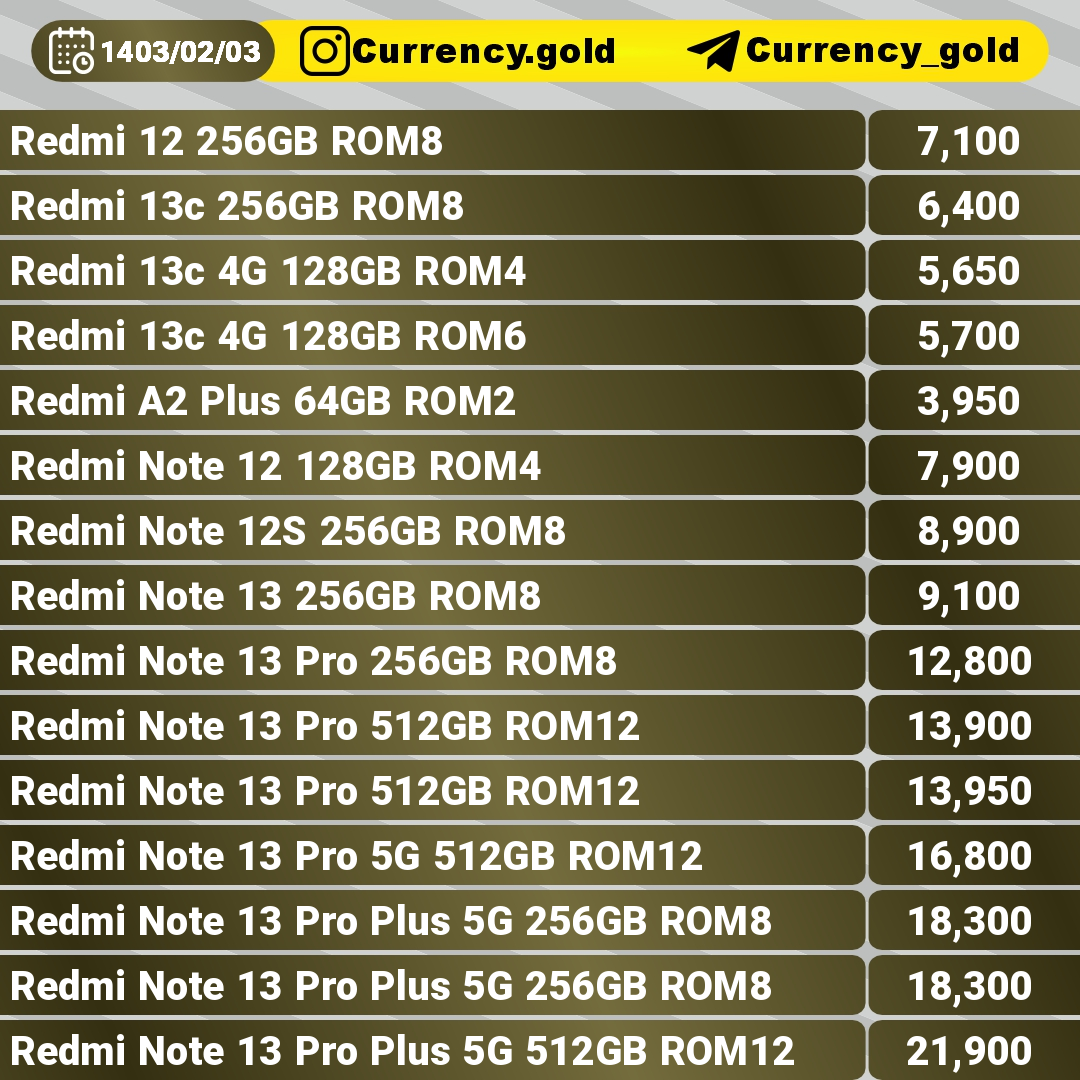 1403/02/03 Currency.gold Currency_gold
Redmi 12 256GB ROM8 7,100
Redmi 13c 256GB ROM8 6,400
Redmi 13c 4G 128GB ROM4 5,650
Redmi 13c 4G 128GB ROM6 5,700
Redmi A2 Plus 64GB ROM2 3,950
Redmi Note 12 128GB ROM4 7,900
Redmi Note 12S 256GB ROM8 8,900
Redmi Note 13 256GB ROM8 9,100
Redmi Note 13 Pro 256GB ROM8 12,800
Redmi Note 13 Pro 512GB ROM12 13,900
Redmi Note 13 Pro 512GB ROM12 13,950
Redmi Note 13 Pro 5G 512GB ROM12 16,800
Redmi Note 13 Pro Plus 5G 256GB ROM8 18,300
Redmi Note 13 Pro Plus 5G 256GB ROM8 18,300
Redmi Note 13 Pro Plus 5G 512GB ROM12 21,900